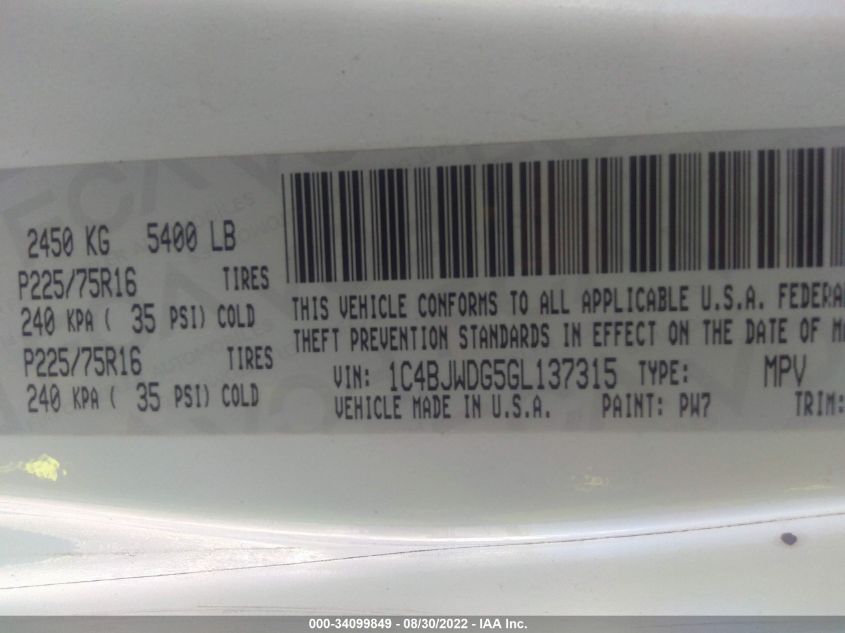 2450 KG 5400 LB
P225/75R16 TIRES
240 KPA ( 35 PSI) COLD
P225/75R16 TIRES
240 KPA ( 35 PSI) COLD
THIS VEHICLE CONFORMS TO ALL APPLICABLE U.S.A. FEDERA
THEFT PREVENTION STANDARDS IN EFFECT ON THE DATE OF MA
VIN: 1C4BJWDG5GL137315 TYPE: MPV
VEHICLE MADE IN U.S.A. PAINT: PW7 TRIM:
000-34099849 - 08/30/2022 - IAA Inc.